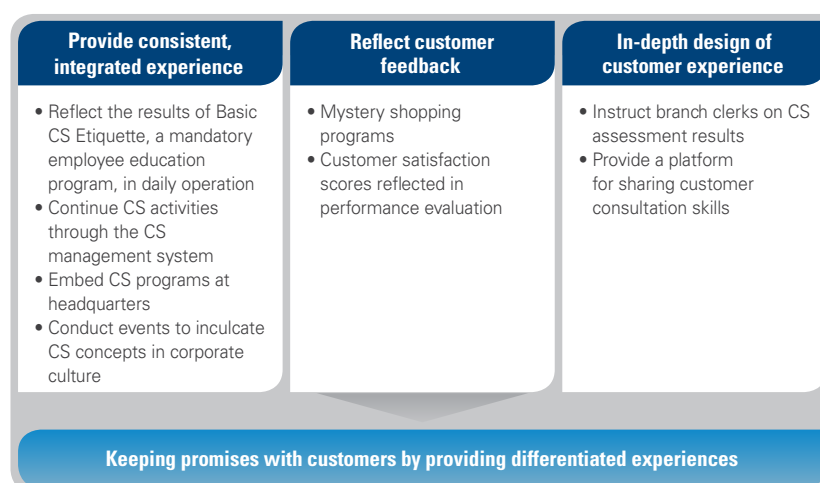 Provide consistent,
integrated experience
• Reflect the results of Basic
CS Etiquette, a mandatory
employee education
program, in daily operation
• Continue CS activities
through the CS
management system
• Embed CS programs at
headquarters
• Conduct events to inculcate
CS concepts in corporate
culture
Reflect customer
feedback
• Mystery shopping
programs
• Customer satisfaction
scores reflected in
performance evaluation
In-depth design of
customer experience
• Instruct branch clerks on CS
assessment results
• Provide a platform
for sharing customer
consultation skills
Keeping promises with customers by providing differentiated experiences